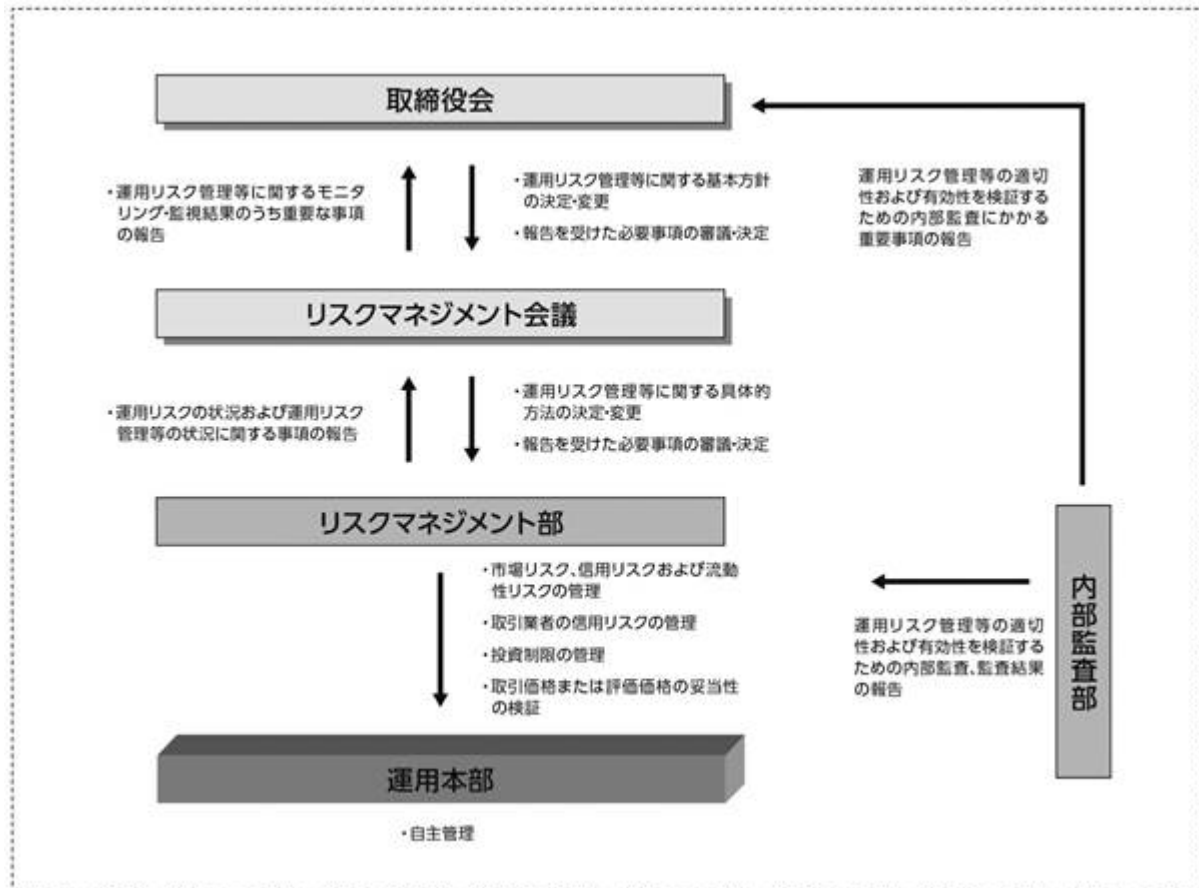 取締役会
・運用リスク管理等に関するモニタ
リング・監視結果のうち重要な事項
の報告
・運用リスク管理等に関する基本方針
の決定・変更
・報告を受けた必要事項の審議・決定
運用リスク管理等の適切
性および有効性を検証する
ための内部監査にかかる
重要事項の報告
リスクマネジメント会議
・運用リスクの状況および運用リスク
管理等の状況に関する事項の報告
・運用リスク管理等に関する具体的
方法の決定・変更
・報告を受けた必要事項の審議・決定
リスクマネジメント部
・市場リスク、信用リスクおよび流動
性リスクの管理
・取引業者の信用リスクの管理
・投資制限の管理
・取引価格または評価価格の妥当性
の検証
運用リスク管理等の適切
性および有効性を検証する
ための内部監査、監査結果
の報告
内部監査部
運用本部
・自主管理